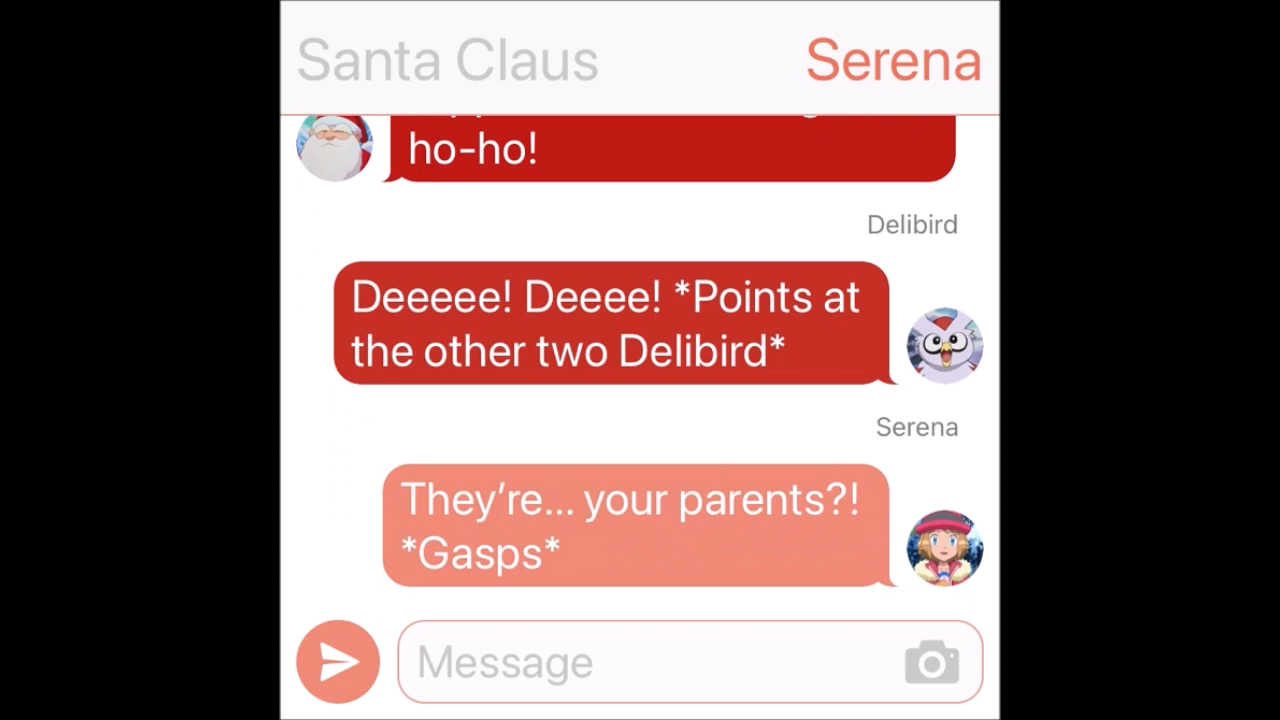 Santa Claus
Serena
ho-ho!
Delibird
Deeeee! Deeee! *Points at
the other two Delibird*
Serena
They’re... your parents?!
*Gasps*
Message